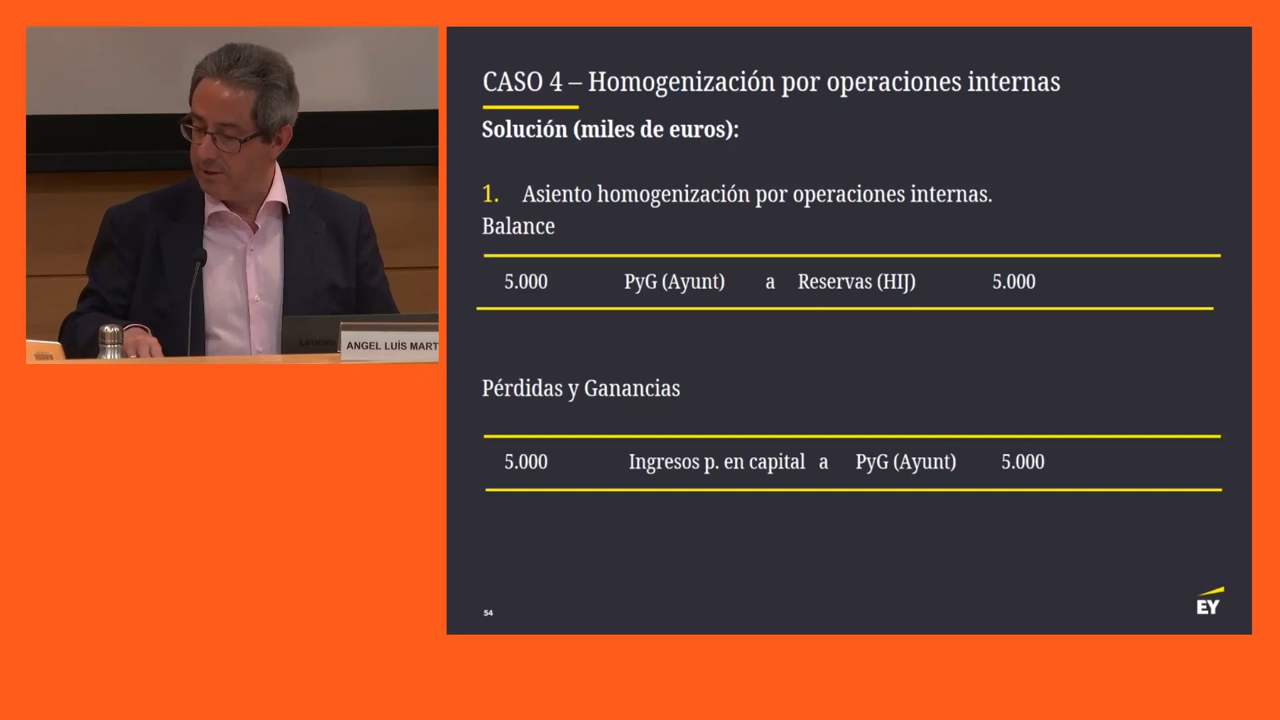 CASO 4 – Homogenización por operaciones internas
Solución (miles de euros):
1. Asiento homogenización por operaciones internas.
Balance
5.000 PyG (Ayunt) a Reservas (HIJ) 5.000
Pérdidas y Ganancias
5.000 Ingresos p. en capital a PyG (Ayunt) 5.000
54
EY
Lenovo
ANGEL LUÍS MART